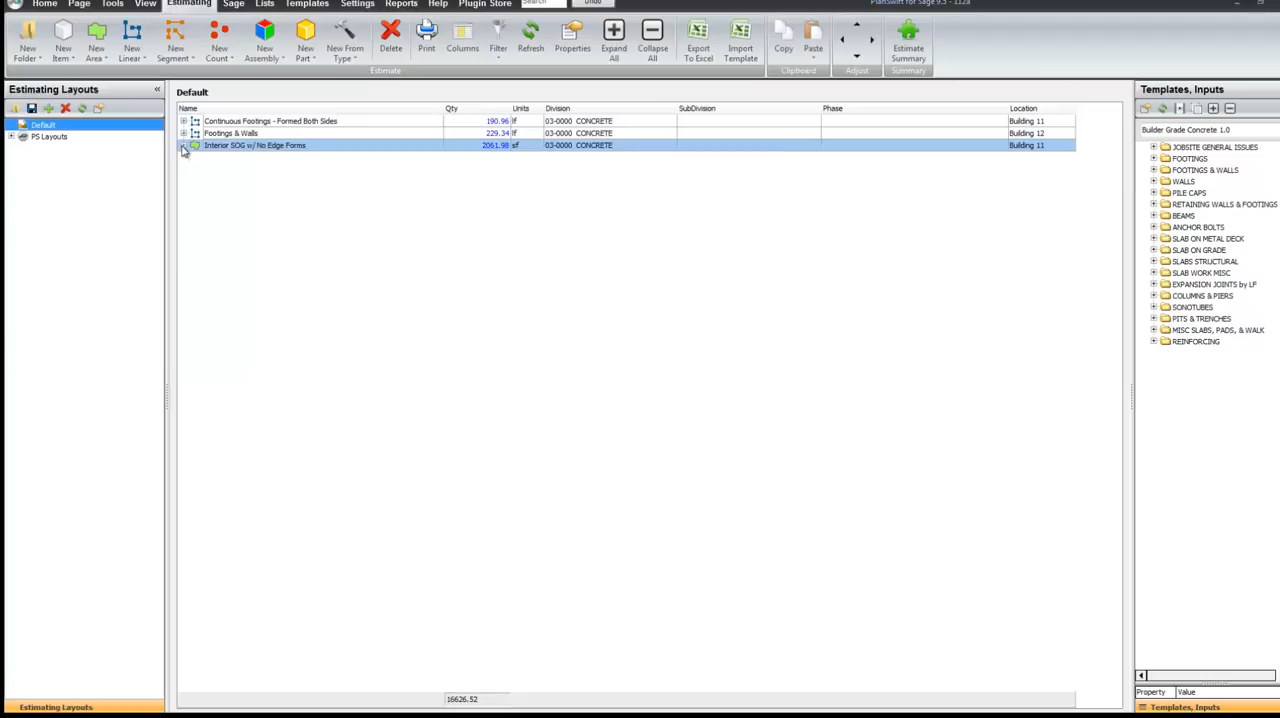 PlanSwift for Sage 9.5 - 1128
Home Page Tools View Estimating Sage Lists Templates Settings Reports Help Plugin Store Search Undo
New Folder New Item New Area New Linear New Segment New Count New Assembly New Part New From Type Delete Print Columns Filter Refresh Properties Expand All Collapse All Export To Excel Import Template Copy Paste Estimate Summary
Estimate Clipboard Adjust Summary
Estimating Layouts «
Default
PS Layouts
Default
Name Qty Units Division SubDivision Phase Location
Continuous Footings - Formed Both Sides 190.96 lf 03-0000 CONCRETE Building 11
Footings & Walls 229.34 lf 03-0000 CONCRETE Building 12
Interior SOG w/ No Edge Forms 2061.98 sf 03-0000 CONCRETE Building 11
16626.52
Estimating Layouts
Templates, Inputs
Builder Grade Concrete 1.0
JOBSITE GENERAL ISSUES
FOOTINGS
FOOTINGS & WALLS
WALLS
PILE CAPS
RETAINING WALLS & FOOTINGS
BEAMS
ANCHOR BOLTS
SLAB ON METAL DECK
SLAB ON GRADE
SLABS STRUCTURAL
SLAB WORK MISC
EXPANSION JOINTS by LF
COLUMNS & PIERS
SONOTUBES
PITS & TRENCHES
MISC SLABS, PADS, & WALK
REINFORCING
Property Value
Templates, Inputs